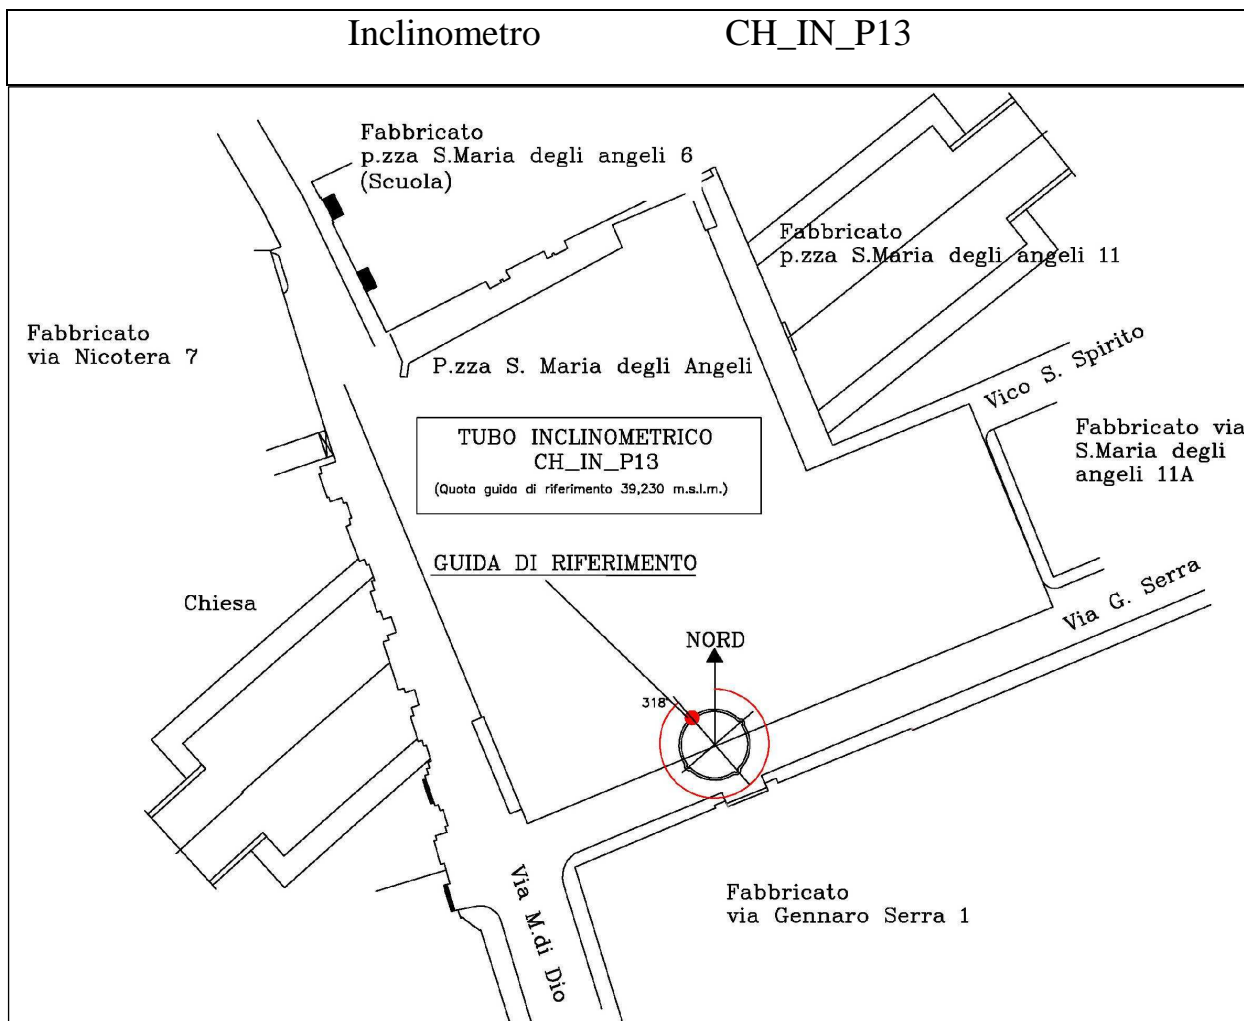 Inclinometro CH_IN_P13
Fabbricato
p.zza S.Maria degli angeli 6
(Scuola)
Fabbricato
p.zza S.Maria degli angeli 11
Fabbricato
via Nicotera 7
P.zza S. Maria degli Angeli
Vico S. Spirito
TUBO INCLINOMETRICO
CH_IN_P13
(Quota guida di riferimento 39,230 m.s.l.m.)
Fabbricato via
S.Maria degli
angeli 11A
GUIDA DI RIFERIMENTO
Chiesa
Via G. Serra
NORD
318°
Via M.di Dio
Fabbricato
via Gennaro Serra 1